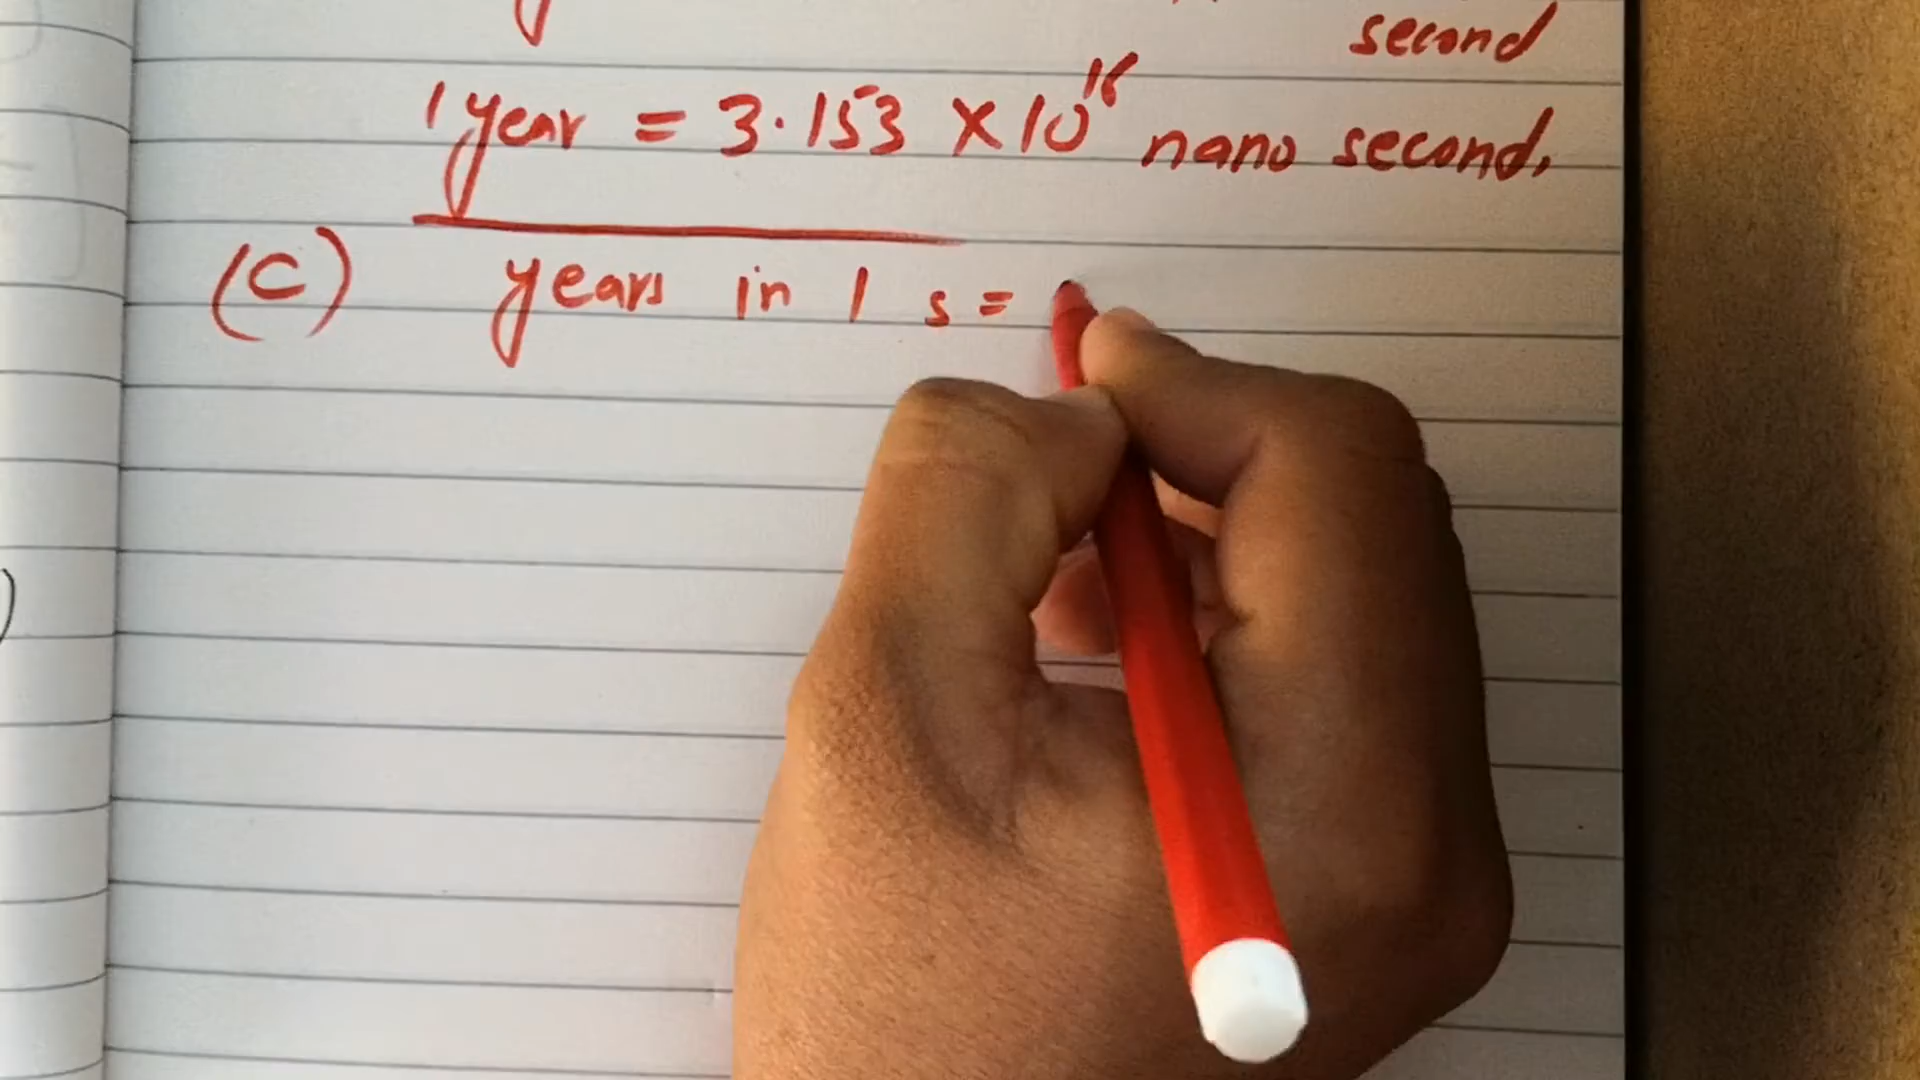 second
1 year = 3.153 × 10¹⁶ nano second.
(C) years in 1 s =